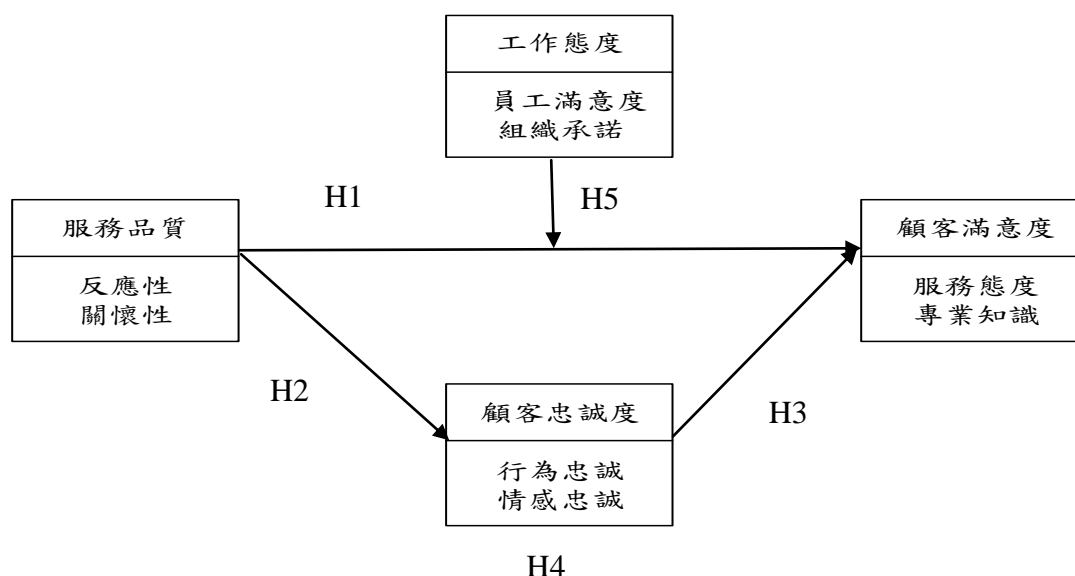 工作態度
員工滿意度
組織承諾
H1
H5
服務品質
反應性
關懷性
顧客滿意度
服務態度
專業知識
H2
顧客忠誠度
行為忠誠
情感忠誠
H3
H4